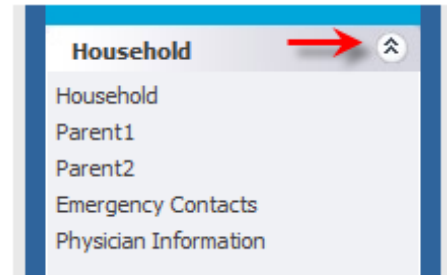 Household
Household
Parent1
Parent2
Emergency Contacts
Physician Information